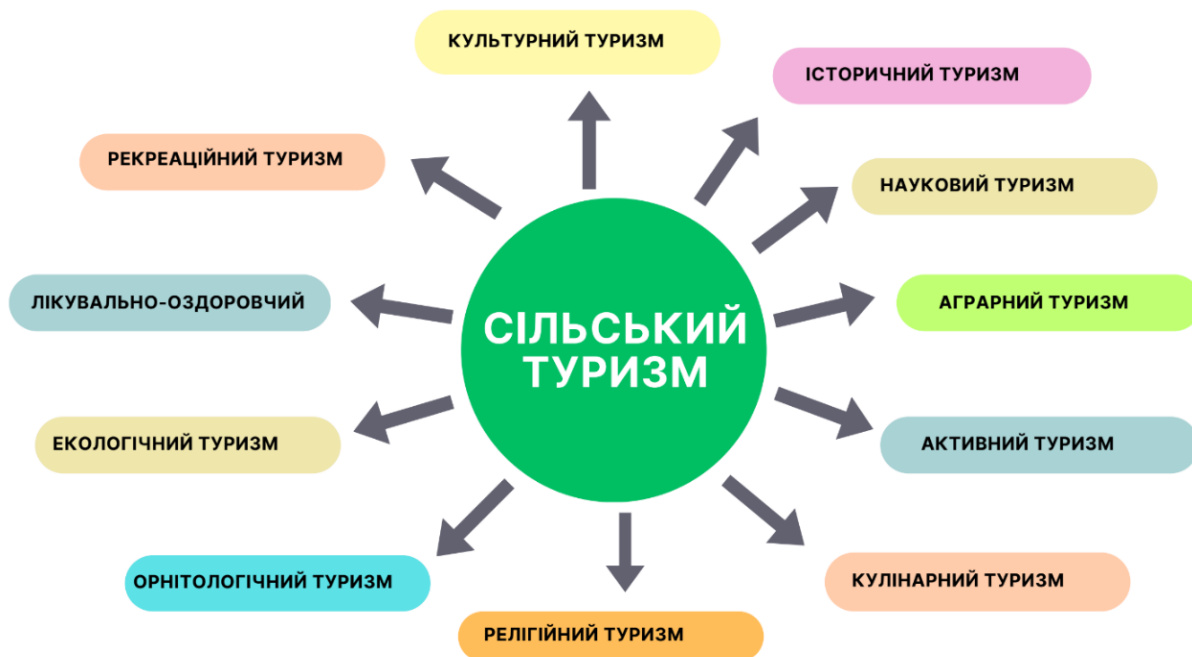 КУЛЬТУРНИЙ ТУРИЗМ
ІСТОРИЧНИЙ ТУРИЗМ
РЕКРЕАЦІЙНИЙ ТУРИЗМ
НАУКОВИЙ ТУРИЗМ
ЛІКУВАЛЬНО-ОЗДОРОВЧИЙ
АГРАРНИЙ ТУРИЗМ
СІЛЬСЬКИЙ
ТУРИЗМ
ЕКОЛОГІЧНИЙ ТУРИЗМ
АКТИВНИЙ ТУРИЗМ
ОРНІТОЛОГІЧНИЙ ТУРИЗМ
КУЛІНАРНИЙ ТУРИЗМ
РЕЛІГІЙНИЙ ТУРИЗМ